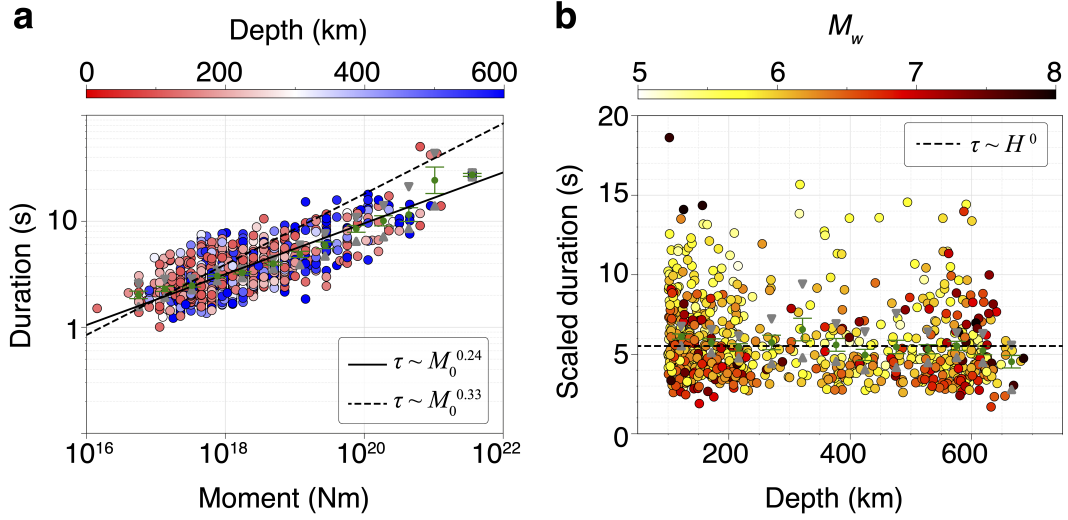 a
Depth (km)
0 200 400 600
Duration (s)
10
1
τ ~ M₀^0.24
τ ~ M₀^0.33
10^16 10^18 10^20 10^22
Moment (Nm)
b
M_w
5 6 7 8
Scaled duration (s)
20
15
10
5
0
τ ~ H^0
200 400 600
Depth (km)